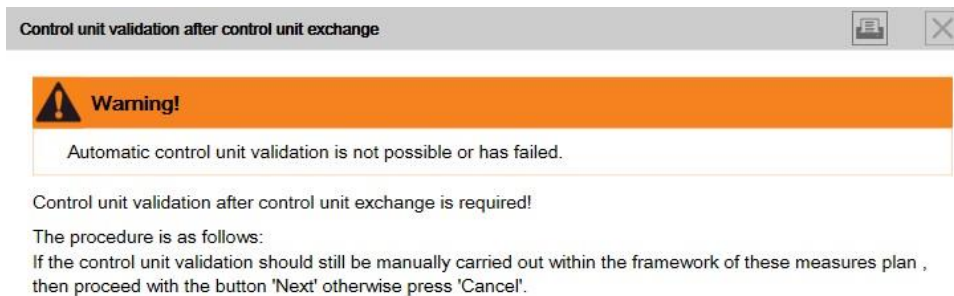 Control unit validation after control unit exchange
Warning!
Automatic control unit validation is not possible or has failed.
Control unit validation after control unit exchange is required!
The procedure is as follows:
If the control unit validation should still be manually carried out within the framework of these measures plan ,
then proceed with the button 'Next' otherwise press 'Cancel'.